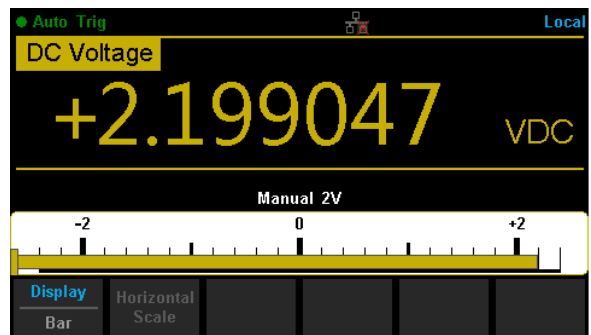 Auto Trig Local
DC Voltage
+2.199047 VDC
Manual 2V
-2 0 +2
Display Horizontal Scale
Bar